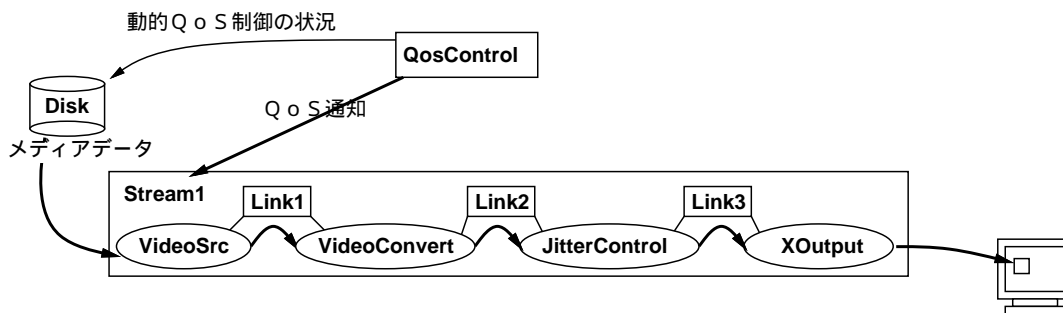 動的ＱｏＳ制御の状況
QosControl
Disk
ＱｏＳ通知
メディアデータ
Stream1
Link1
Link2
Link3
VideoSrc
VideoConvert
JitterControl
XOutput